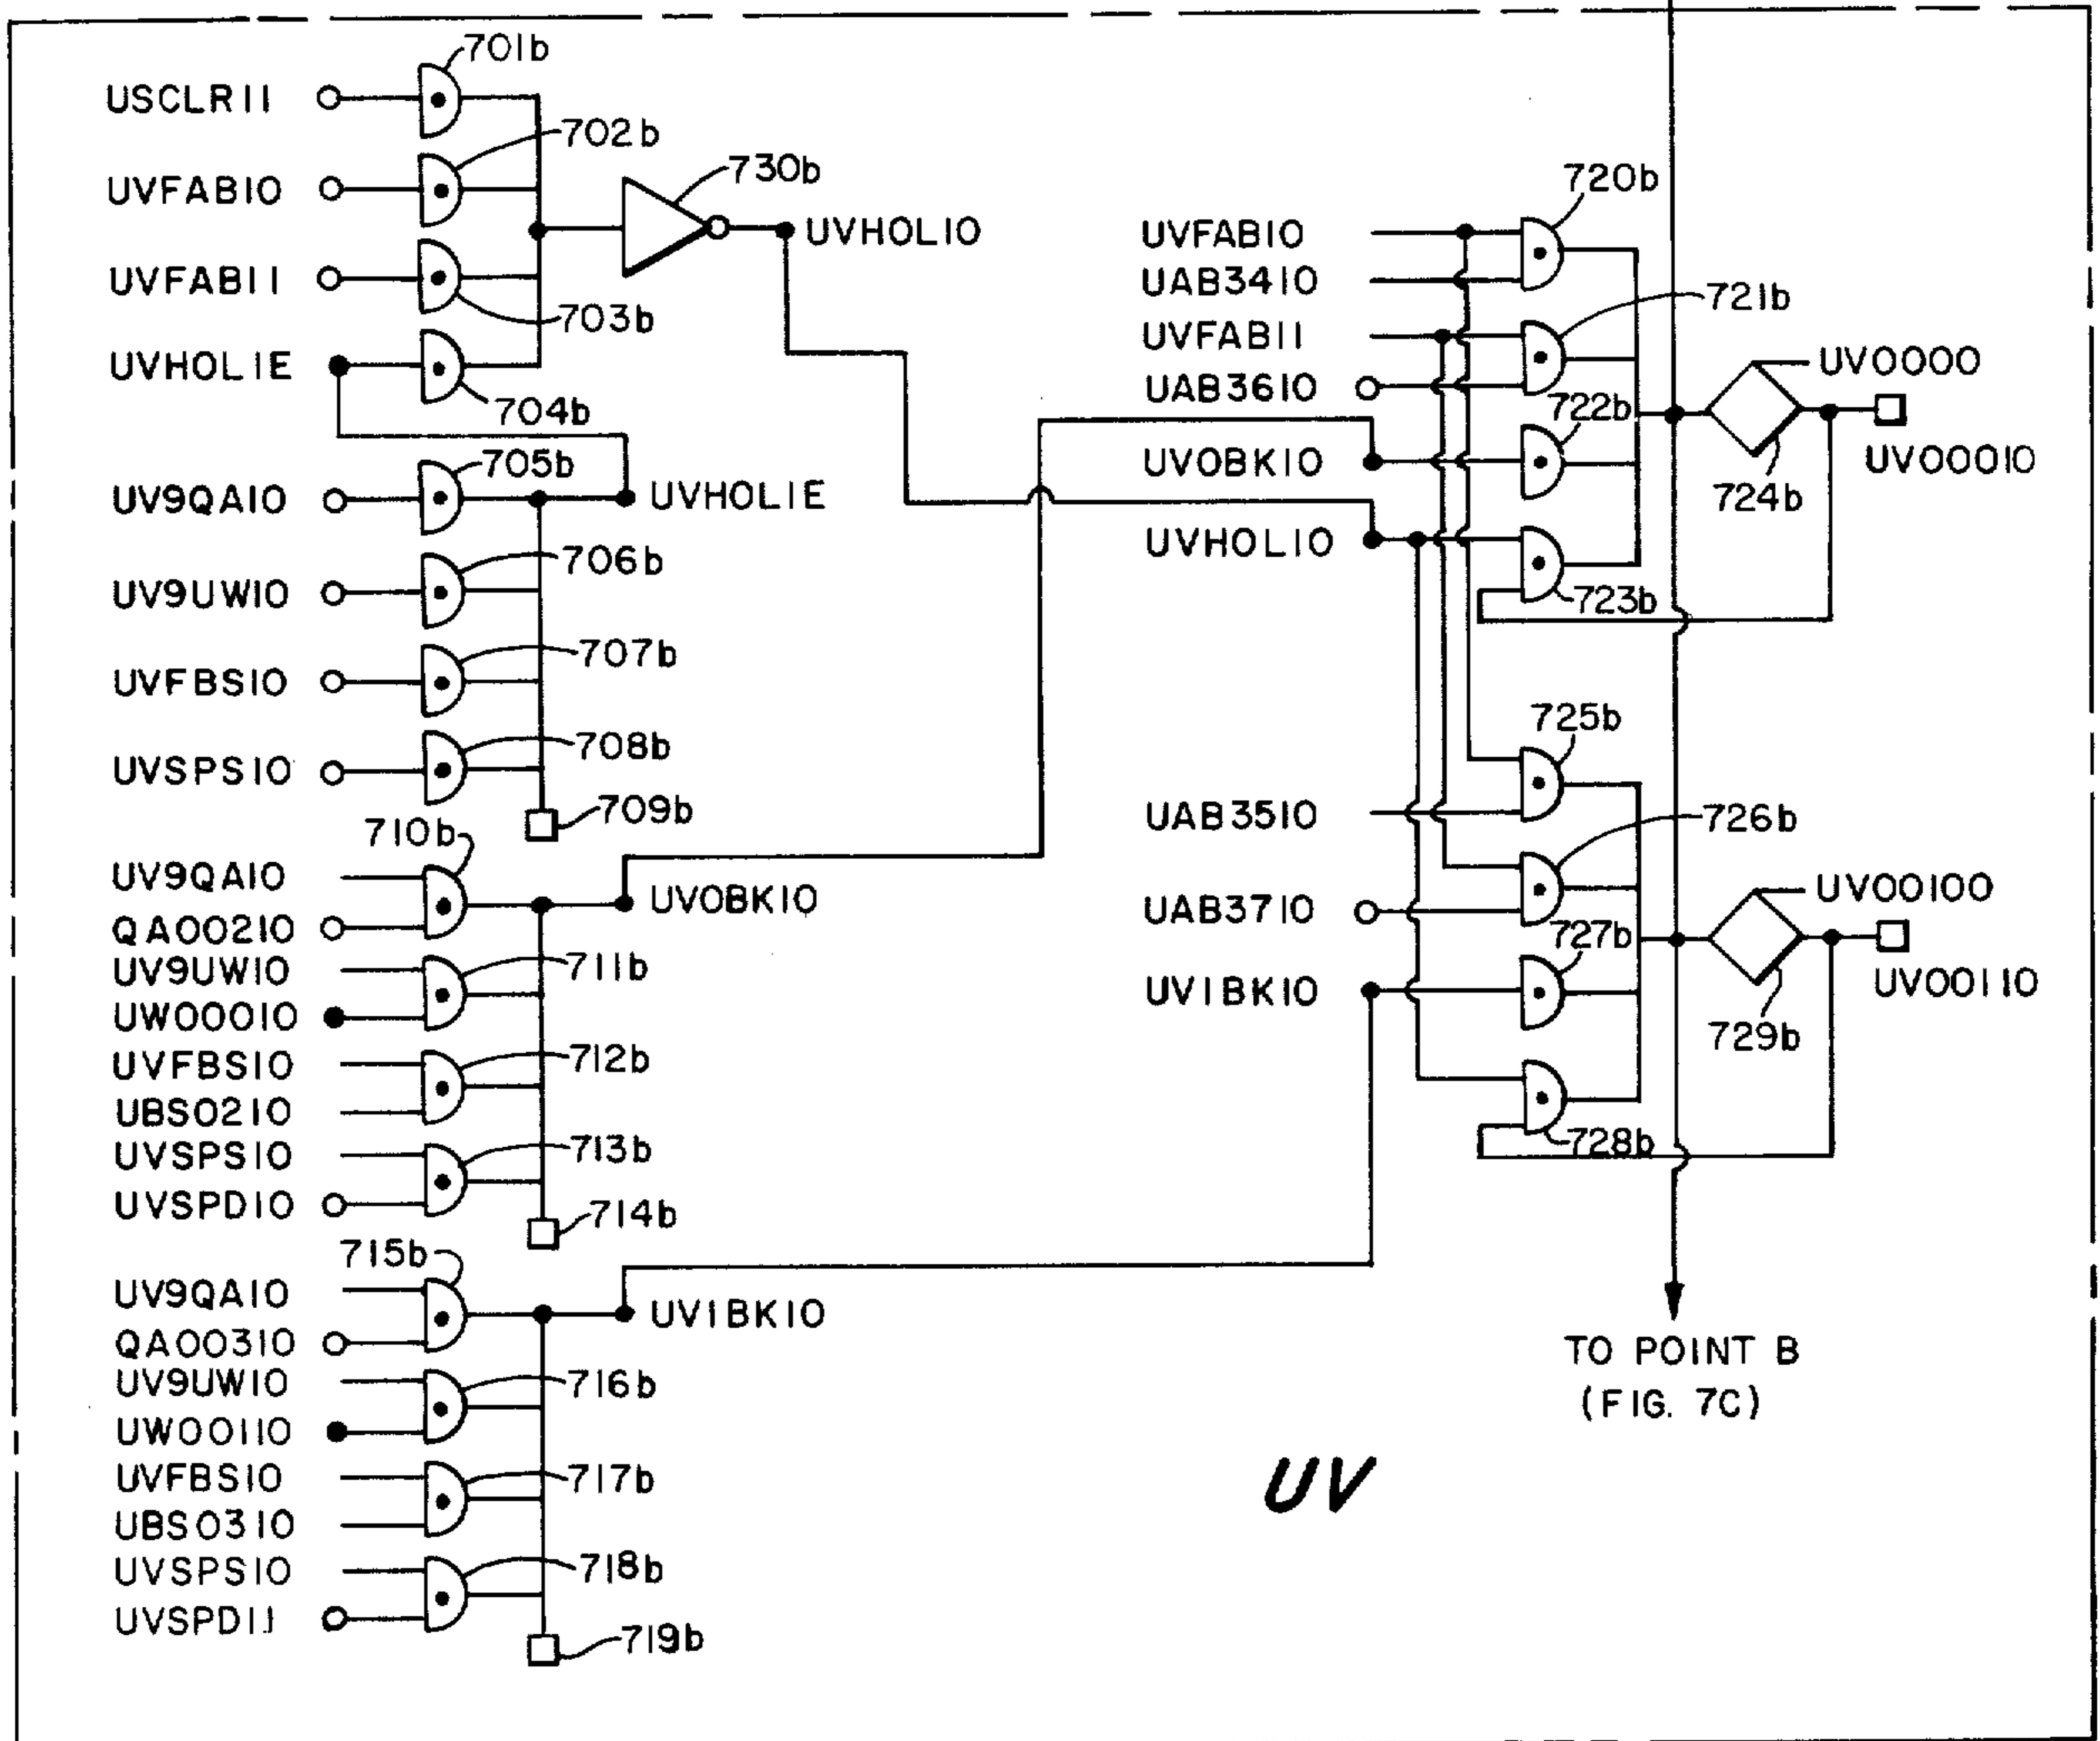 701b
USCLR11
702b
UVFAB10
730b
UVHOL10
UVFAB11
703b
UVHOL1E
704b
705b
UV9QA10
UVHOL1E
706b
UV9UW10
707b
UVFBS10
708b
UVSPS10
709b
710b
UV9QA10
UV0BK10
QA00210
UV9UW10
711b
UW00010
UVFBS10
712b
UBS0210
UVSPS10
713b
UVSPD10
714b
715b
UV9QA10
UV1BK10
QA00310
UV9UW10
716b
UW00110
UVFBS10
717b
UBS0310
UVSPS10
718b
UVSPD11
719b
720b
UVFAB10
UAB3410
721b
UVFAB11
UV0000
UAB3610
722b
UV0BK10
UV00010
724b
UVHOL10
723b
725b
UAB3510
726b
UV00100
UAB3710
727b
UV1BK10
UV00110
729b
728b
TO POINT B
(FIG. 7C)
UV